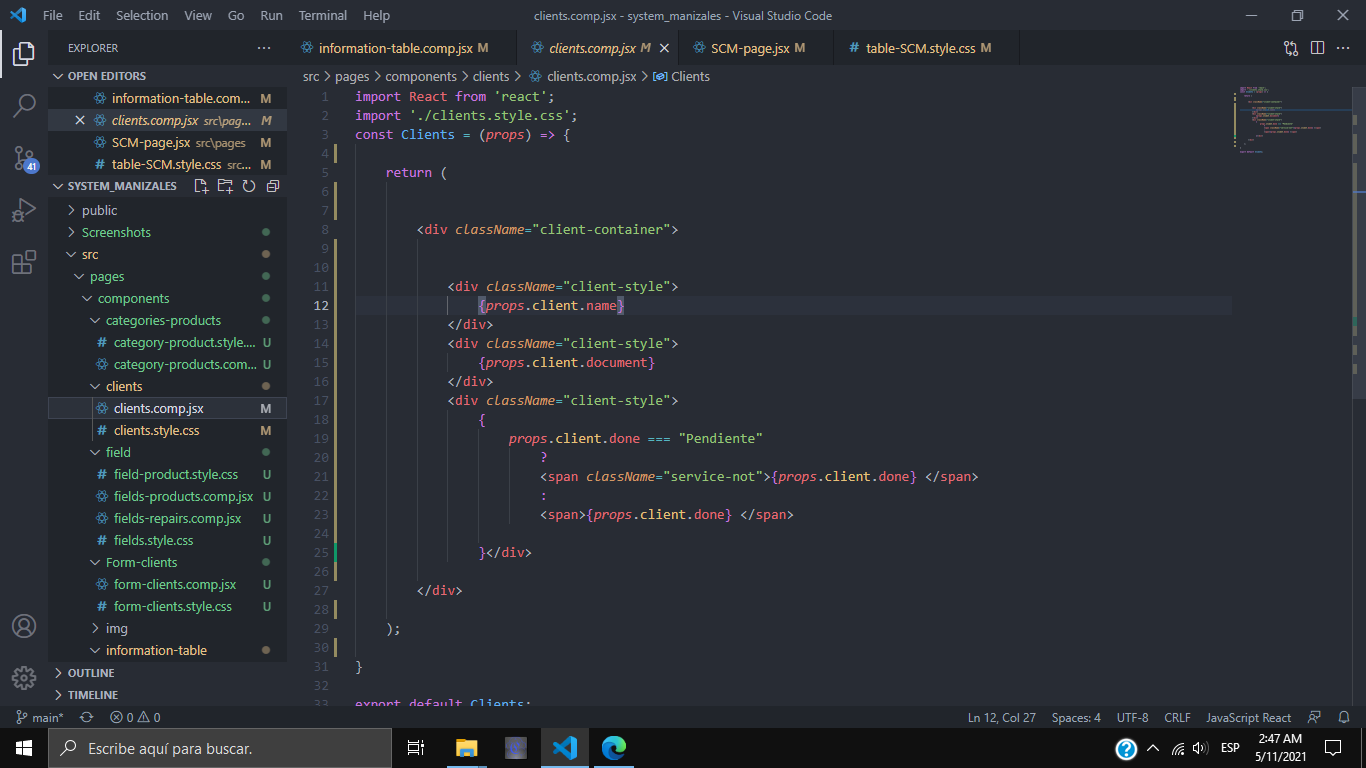 File Edit Selection View Go Run Terminal Help clients.comp.jsx - system_manizales - Visual Studio Code
EXPLORER
information-table.comp.jsx M clients.comp.jsx M SCM-page.jsx M table-SCM.style.css M
src > pages > components > clients > clients.comp.jsx > Clients
OPEN EDITORS
information-table.com... M
clients.comp.jsx src\pag... M
SCM-page.jsx src\pages M
table-SCM.style.css src... M
41
SYSTEM_MANIZALES
public
Screenshots
src
pages
components
categories-products
category-product.style.... U
category-products.com... U
clients
clients.comp.jsx M
clients.style.css M
field
field-product.style.css U
fields-products.comp.jsx U
fields-repairs.comp.jsx U
fields.style.css U
Form-clients
form-clients.comp.jsx U
form-clients.style.css U
img
information-table
OUTLINE
TIMELINE
1 import React from 'react';
2 import './clients.style.css';
3 const Clients = (props) => {
4
5 return (
6
7
8 <div className="client-container">
9
10
11 <div className="client-style">
12 {props.client.name}
13 </div>
14 <div className="client-style">
15 {props.client.document}
16 </div>
17 <div className="client-style">
18 {
19 props.client.done === "Pendiente"
20 ?
21 <span className="service-not">{props.client.done} </span>
22 :
23 <span>{props.client.done} </span>
24
25 }</div>
26
27 </div>
28
29 );
30
31 }
32
33 export default Clients;
main* 0 0 Ln 12, Col 27 Spaces: 4 UTF-8 CRLF JavaScript React
Escribe aquí para buscar.
ESP
2:47 AM
5/11/2021